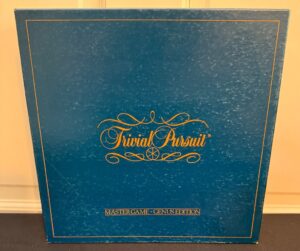 Trivial Pursuit®
MASTER GAME - GENUS EDITION